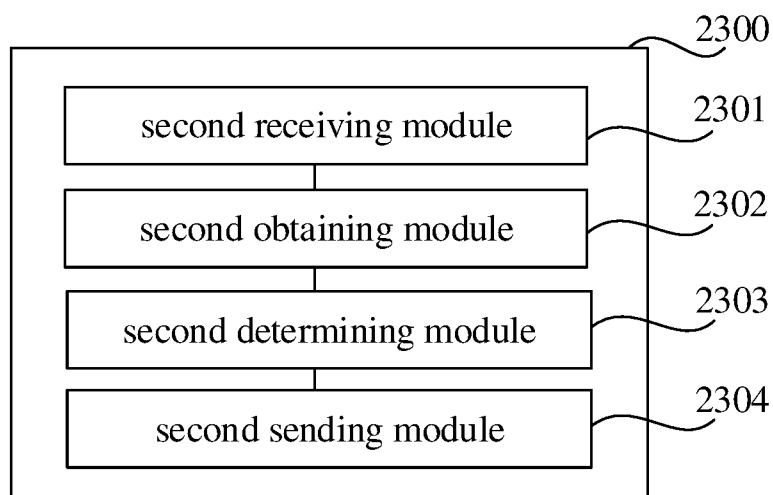 2300
second receiving module
2301
second obtaining module
2302
second determining module
2303
second sending module
2304